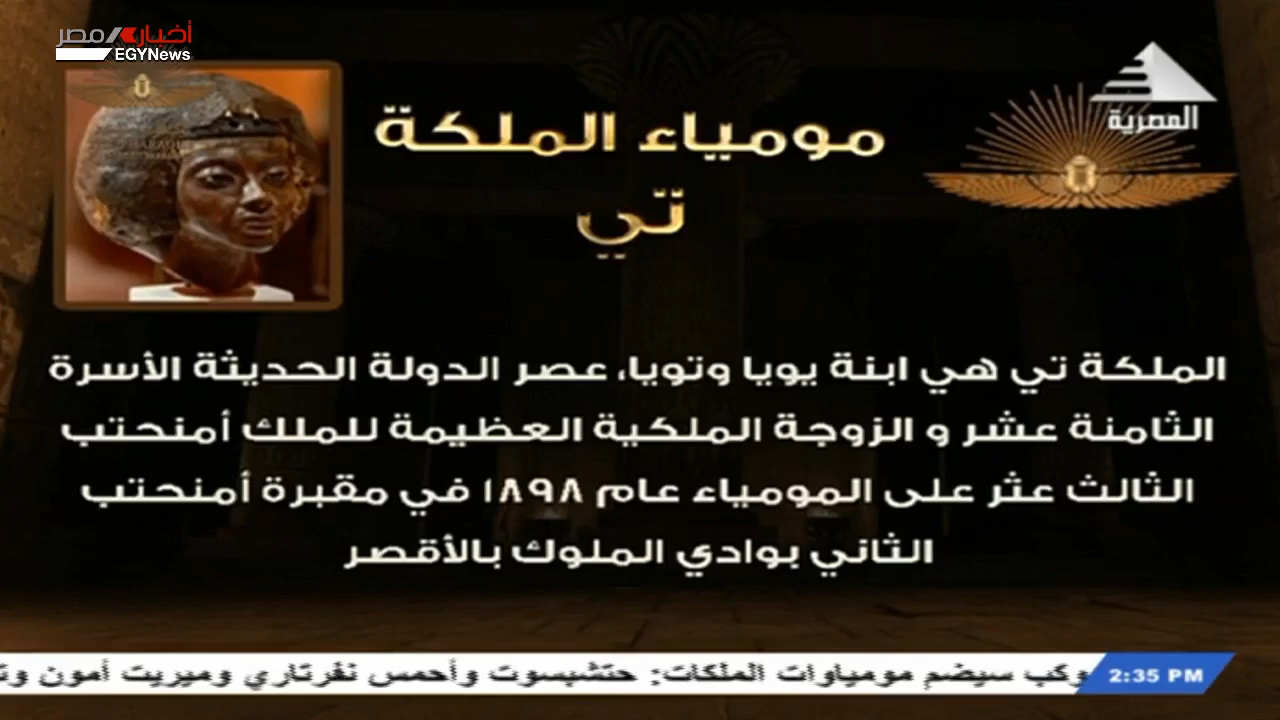 أخبار مصر
EGYNews
المصرية
مومياء الملكة
تي
الملكة تي هي ابنة يويا وتويا، عصر الدولة الحديثة الأسرة
الثامنة عشر و الزوجة الملكية العظيمة للملك أمنحتب
الثالث عثر على المومياء عام ١٨٩٨ في مقبرة أمنحتب
الثاني بوادي الملوك بالأقصر
وكب سيضم مومياوات الملكات: حتشبسوت وأحمس نفرتاري وميريت أمون وت
2:35 PM